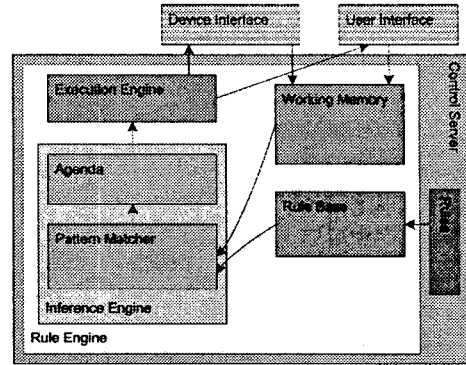 Device Interface
User Interface
Execution Engine
Working Memory
Control Server
Agenda
Rule Base
Rules
Pattern Matcher
Inference Engine
Rule Engine